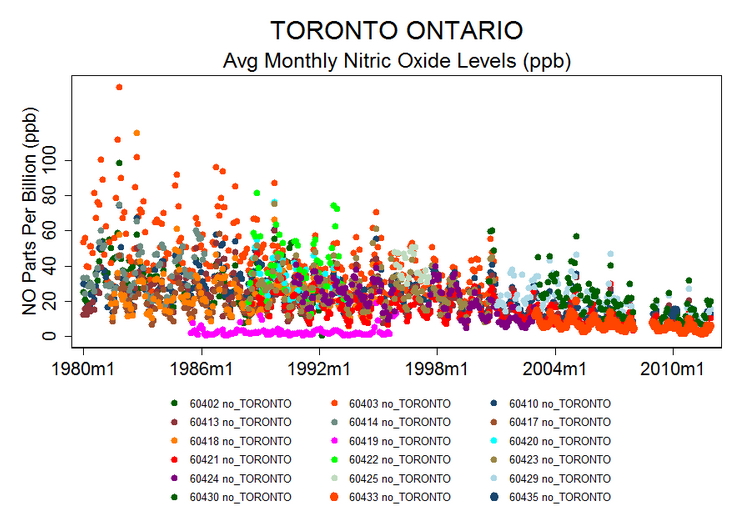 TORONTO ONTARIO
Avg Monthly Nitric Oxide Levels (ppb)
NO Parts Per Billion (ppb)
100
80
60
40
20
0
1980m1 1986m1 1992m1 1998m1 2004m1 2010m1
60402 no_TORONTO 60403 no_TORONTO 60410 no_TORONTO
60413 no_TORONTO 60414 no_TORONTO 60417 no_TORONTO
60418 no_TORONTO 60419 no_TORONTO 60420 no_TORONTO
60421 no_TORONTO 60422 no_TORONTO 60423 no_TORONTO
60424 no_TORONTO 60425 no_TORONTO 60429 no_TORONTO
60430 no_TORONTO 60433 no_TORONTO 60435 no_TORONTO